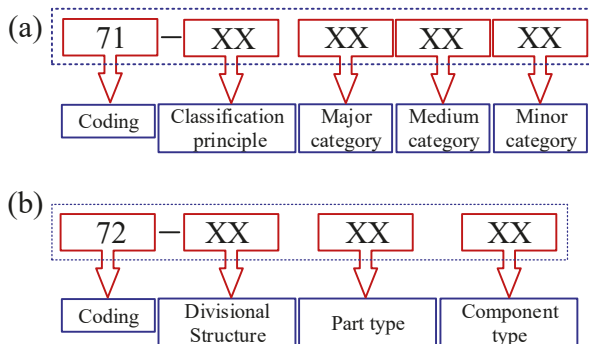 (a)
71 – XX XX XX XX
Coding Classification principle Major category Medium category Minor category
(b)
72 – XX XX XX
Coding Divisional Structure Part type Component type